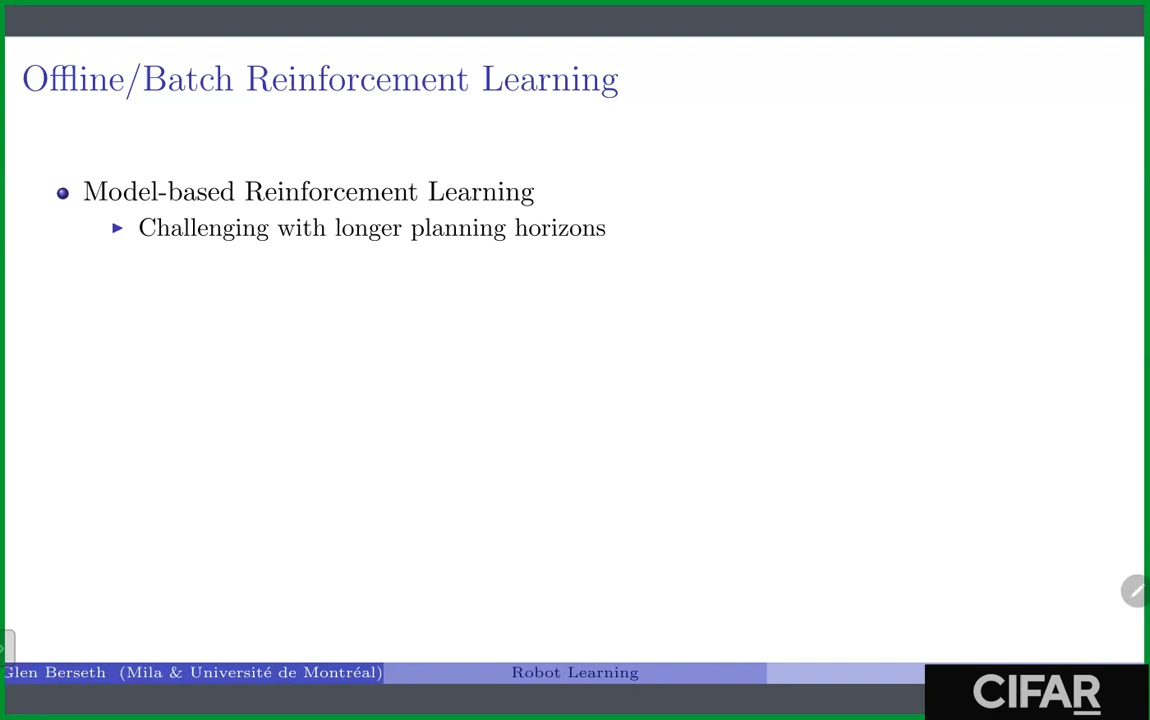 Offline/Batch Reinforcement Learning
Model-based Reinforcement Learning
Challenging with longer planning horizons
Glen Berseth (Mila & Université de Montréal)
Robot Learning
CIFAR